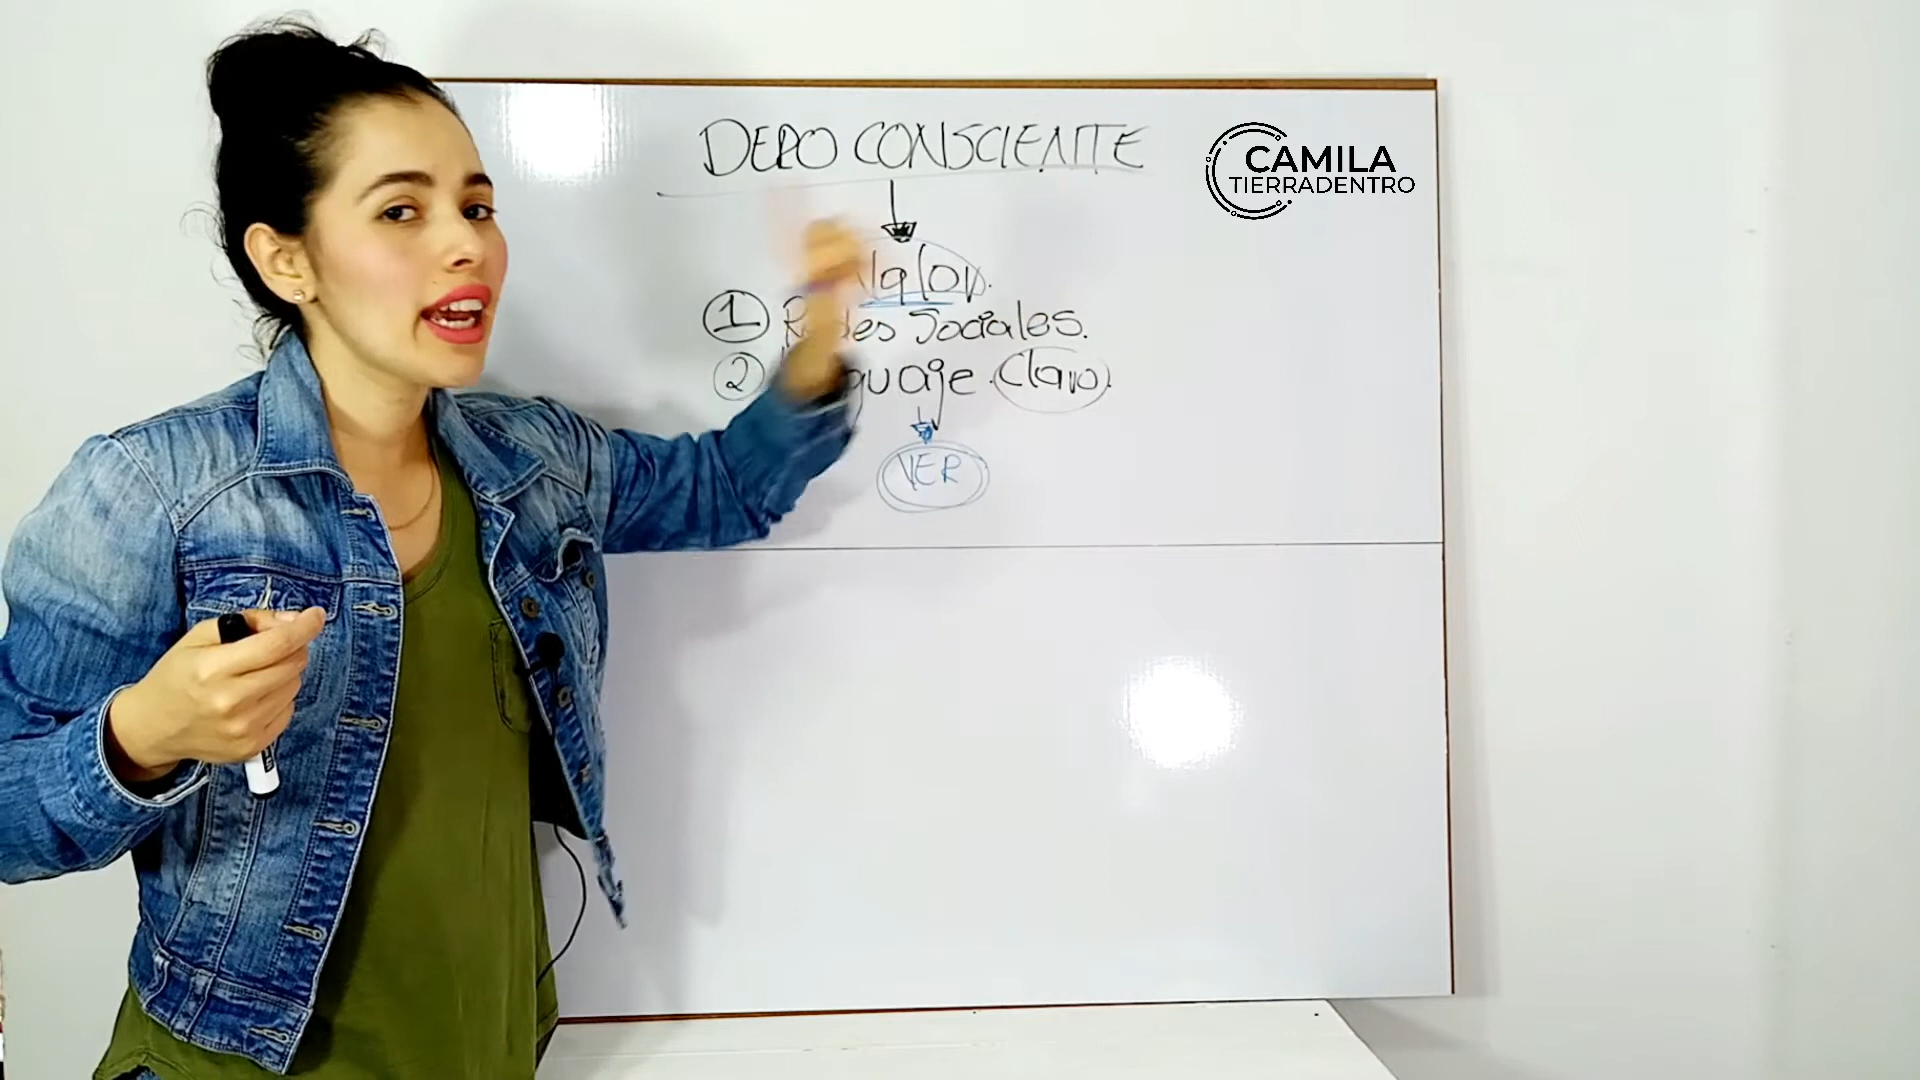 DEPO CONSCIENTE
CAMILA
TIERRADENTRO
Valor.
1 Redes Sociales.
2 Lenguaje Claro.
VER